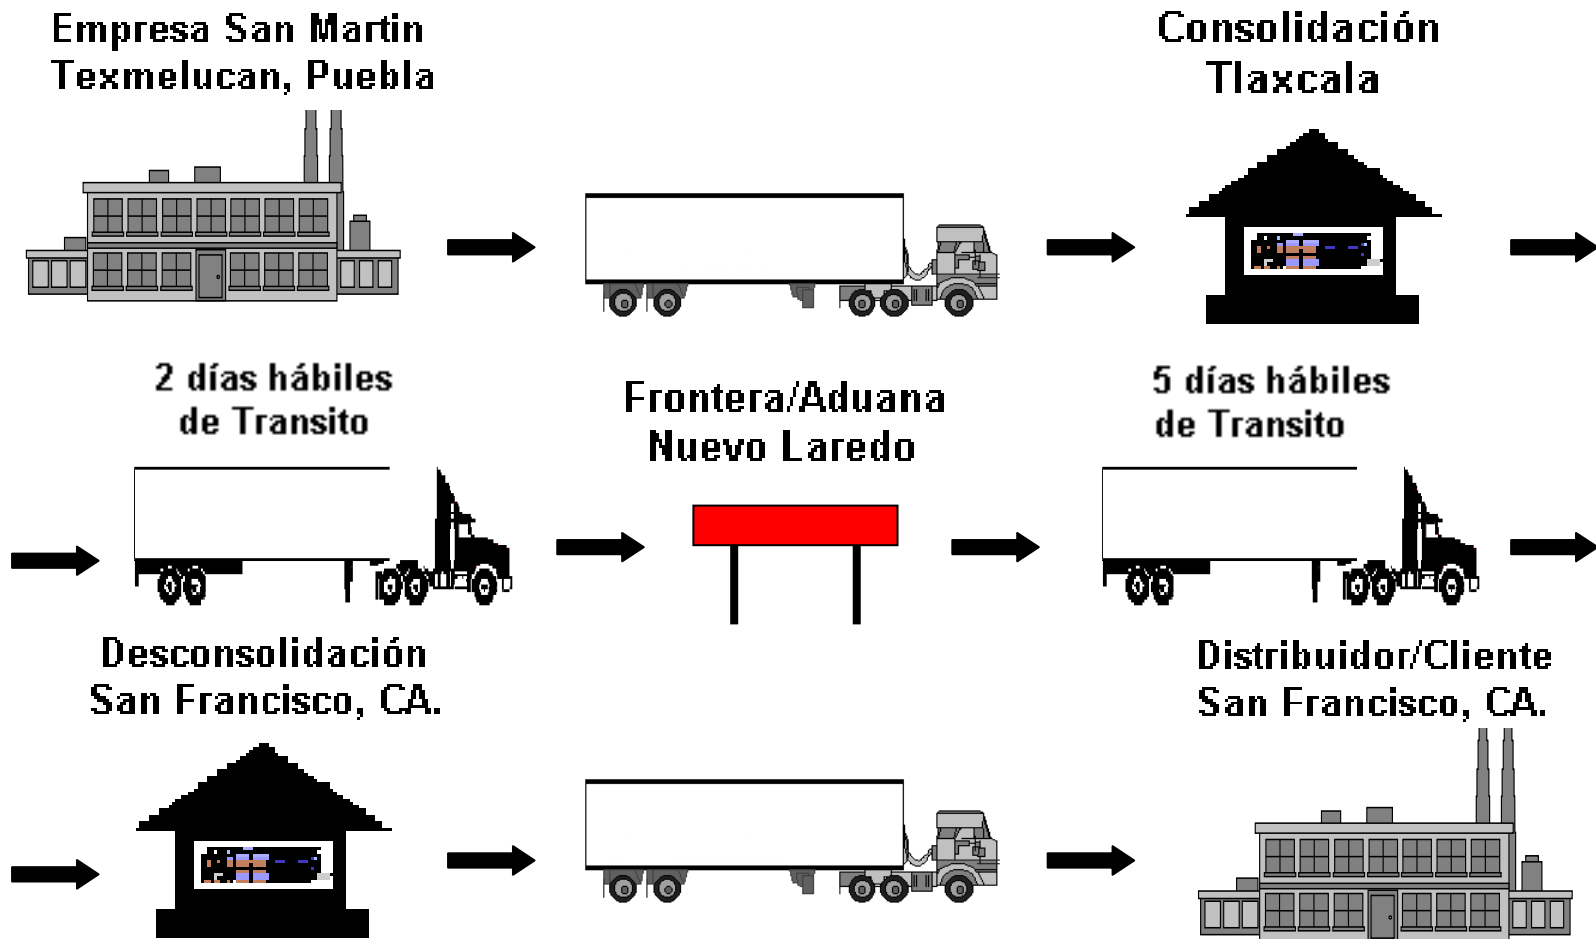 Empresa San Martin
Texmelucan, Puebla
Consolidación
Tlaxcala
2 días hábiles
de Transito
Frontera/Aduana
Nuevo Laredo
5 días hábiles
de Transito
Desconsolidación
San Francisco, CA.
Distribuidor/Cliente
San Francisco, CA.